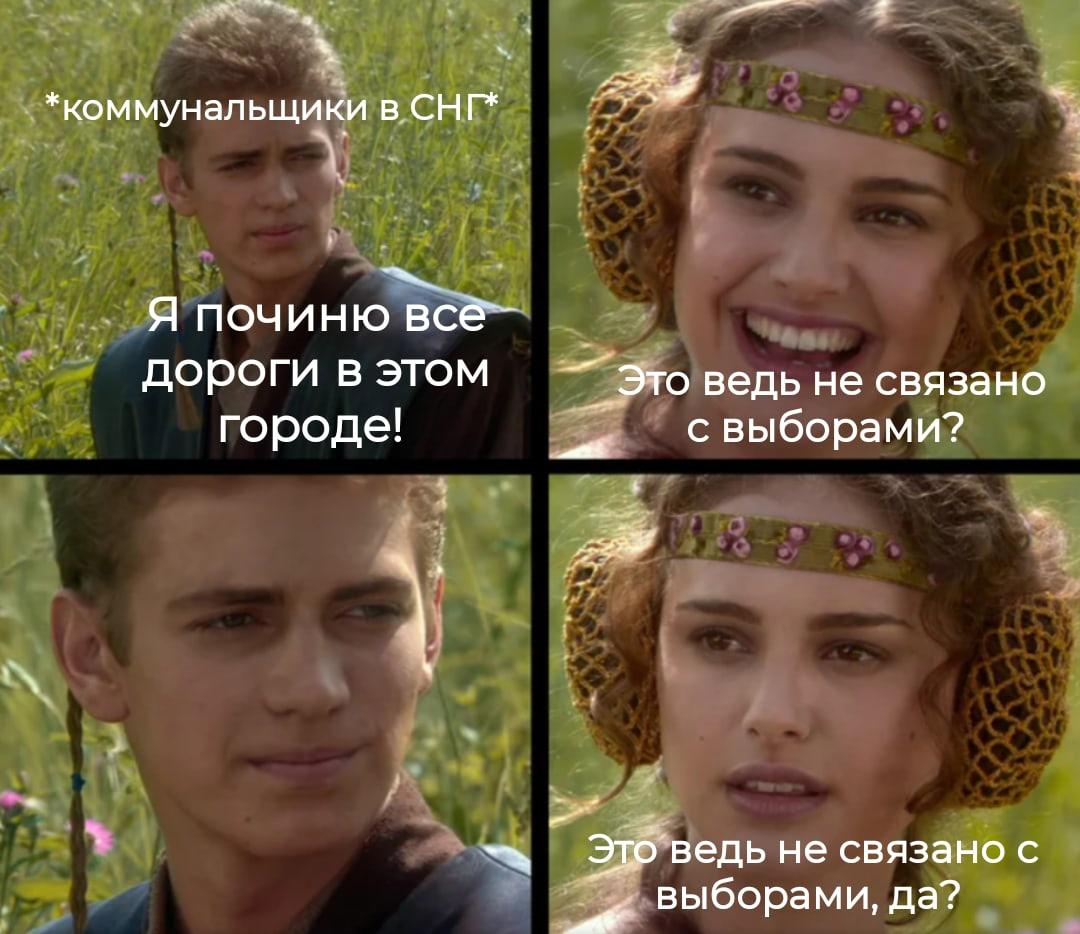 *коммунальщики в СНГ*
Я починю все
дороги в этом
городе!
Это ведь не связано
с выборами?
Это ведь не связано с
выборами, да?